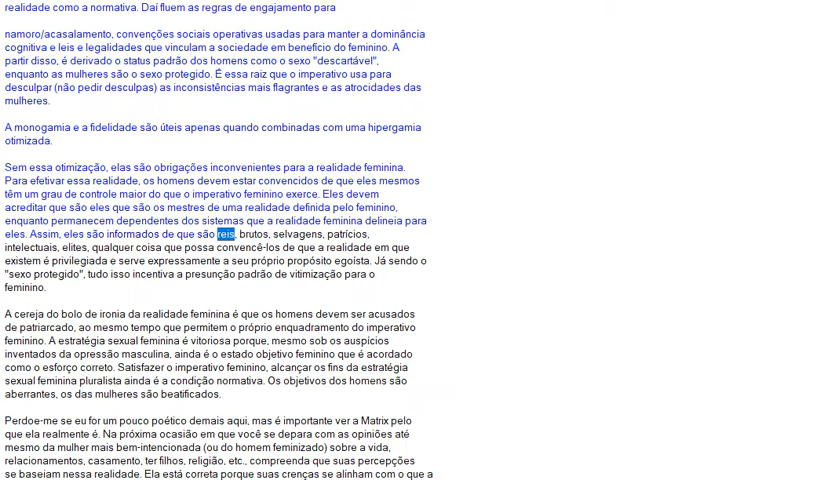 realidade como a normativa. Daí fluem as regras de engajamento para
namoro/acasalamento, convenções sociais operativas usadas para manter a dominância
cognitiva e leis e legalidades que vinculam a sociedade em benefício do feminino. A
partir disso, é derivado o status padrão dos homens como o sexo "descartável",
enquanto as mulheres são o sexo protegido. É essa raiz que o imperativo usa para
desculpar (não pedir desculpas) as inconsistências mais flagrantes e as atrocidades das
mulheres.
A monogamia e a fidelidade são úteis apenas quando combinadas com uma hipergamia
otimizada.
Sem essa otimização, elas são obrigações inconvenientes para a realidade feminina.
Para efetivar essa realidade, os homens devem estar convencidos de que eles mesmos
têm um grau de controle maior do que o imperativo feminino exerce. Eles devem
acreditar que são eles que são os mestres de uma realidade definida pelo feminino,
enquanto permanecem dependentes dos sistemas que a realidade feminina delineia para
eles. Assim, eles são informados de que são reis, brutos, selvagens, patrícios,
intelectuais, elites, qualquer coisa que possa convencê-los de que a realidade em que
existem é privilegiada e serve expressamente a seu próprio propósito egoísta. Já sendo o
"sexo protegido", tudo isso incentiva a presunção padrão de vitimização para o
feminino.
A cereja do bolo de ironia da realidade feminina é que os homens devem ser acusados
de patriarcado, ao mesmo tempo que permitem o próprio enquadramento do imperativo
feminino. A estratégia sexual feminina é vitoriosa porque, mesmo sob os auspícios
inventados da opressão masculina, ainda é o estado objetivo feminino que é acordado
como o esforço correto. Satisfazer o imperativo feminino, alcançar os fins da estratégia
sexual feminina pluralista ainda é a condição normativa. Os objetivos dos homens são
aberrantes, os das mulheres são beatificados.
Perdoe-me se eu for um pouco poético demais aqui, mas é importante ver a Matrix pelo
que ela realmente é. Na próxima ocasião em que você se depara com as opiniões até
mesmo da mulher mais bem-intencionada (ou do homem feminizado) sobre a vida,
relacionamentos, casamento, ter filhos, religião, etc., compreenda que suas percepções
se baseiam nessa realidade. Ela está correta porque suas crenças se alinham com o que a